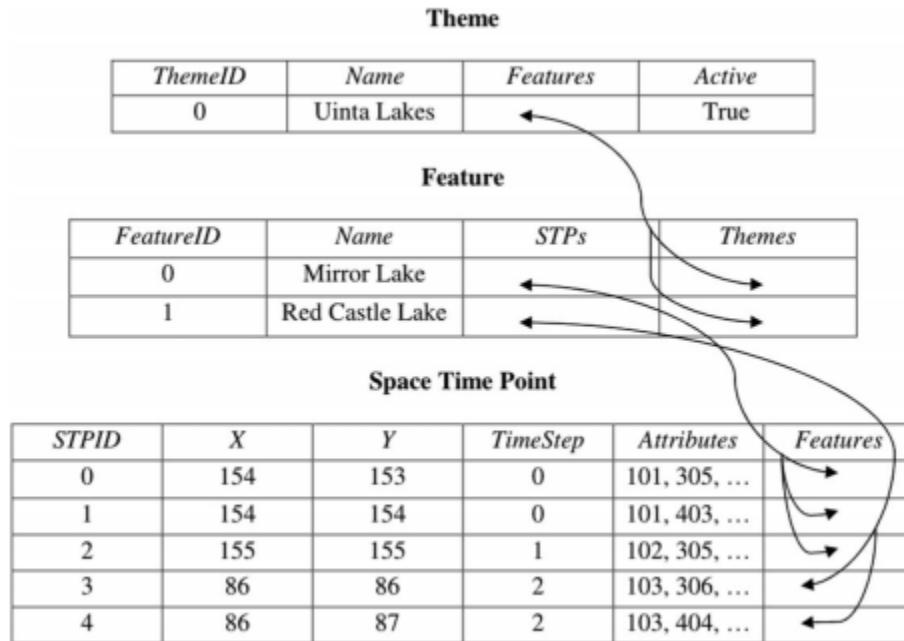 Theme
ThemeID Name Features Active
0 Uinta Lakes True
Feature
FeatureID Name STPs Themes
0 Mirror Lake
1 Red Castle Lake
Space Time Point
STPID X Y TimeStep Attributes Features
0 154 153 0 101, 305, …
1 154 154 0 101, 403, …
2 155 155 1 102, 305, …
3 86 86 2 103, 306, …
4 86 87 2 103, 404, …